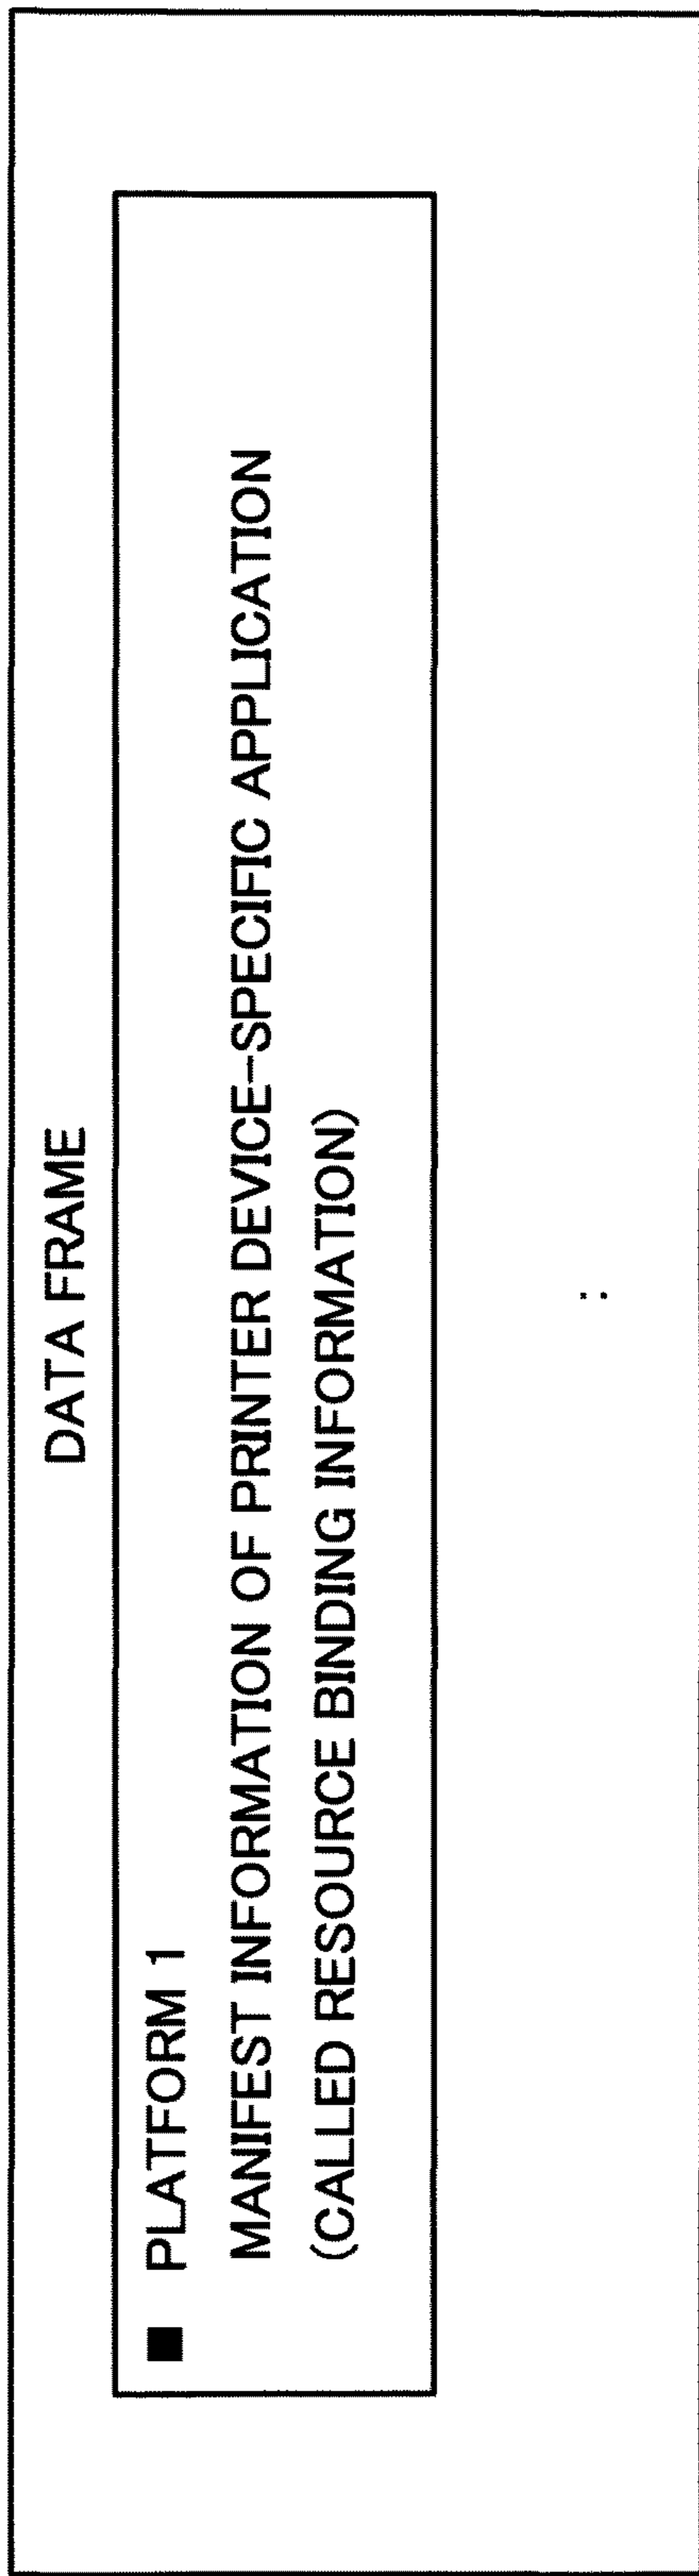 DATA FRAME
■ PLATFORM 1
MANIFEST INFORMATION OF PRINTER DEVICE-SPECIFIC APPLICATION
(CALLED RESOURCE BINDING INFORMATION)
: